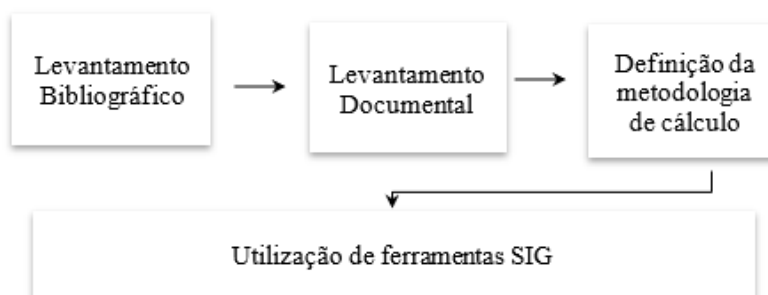 Levantamento
Bibliográfico
Levantamento
Documental
Definição da
metodologia
de cálculo
Utilização de ferramentas SIG